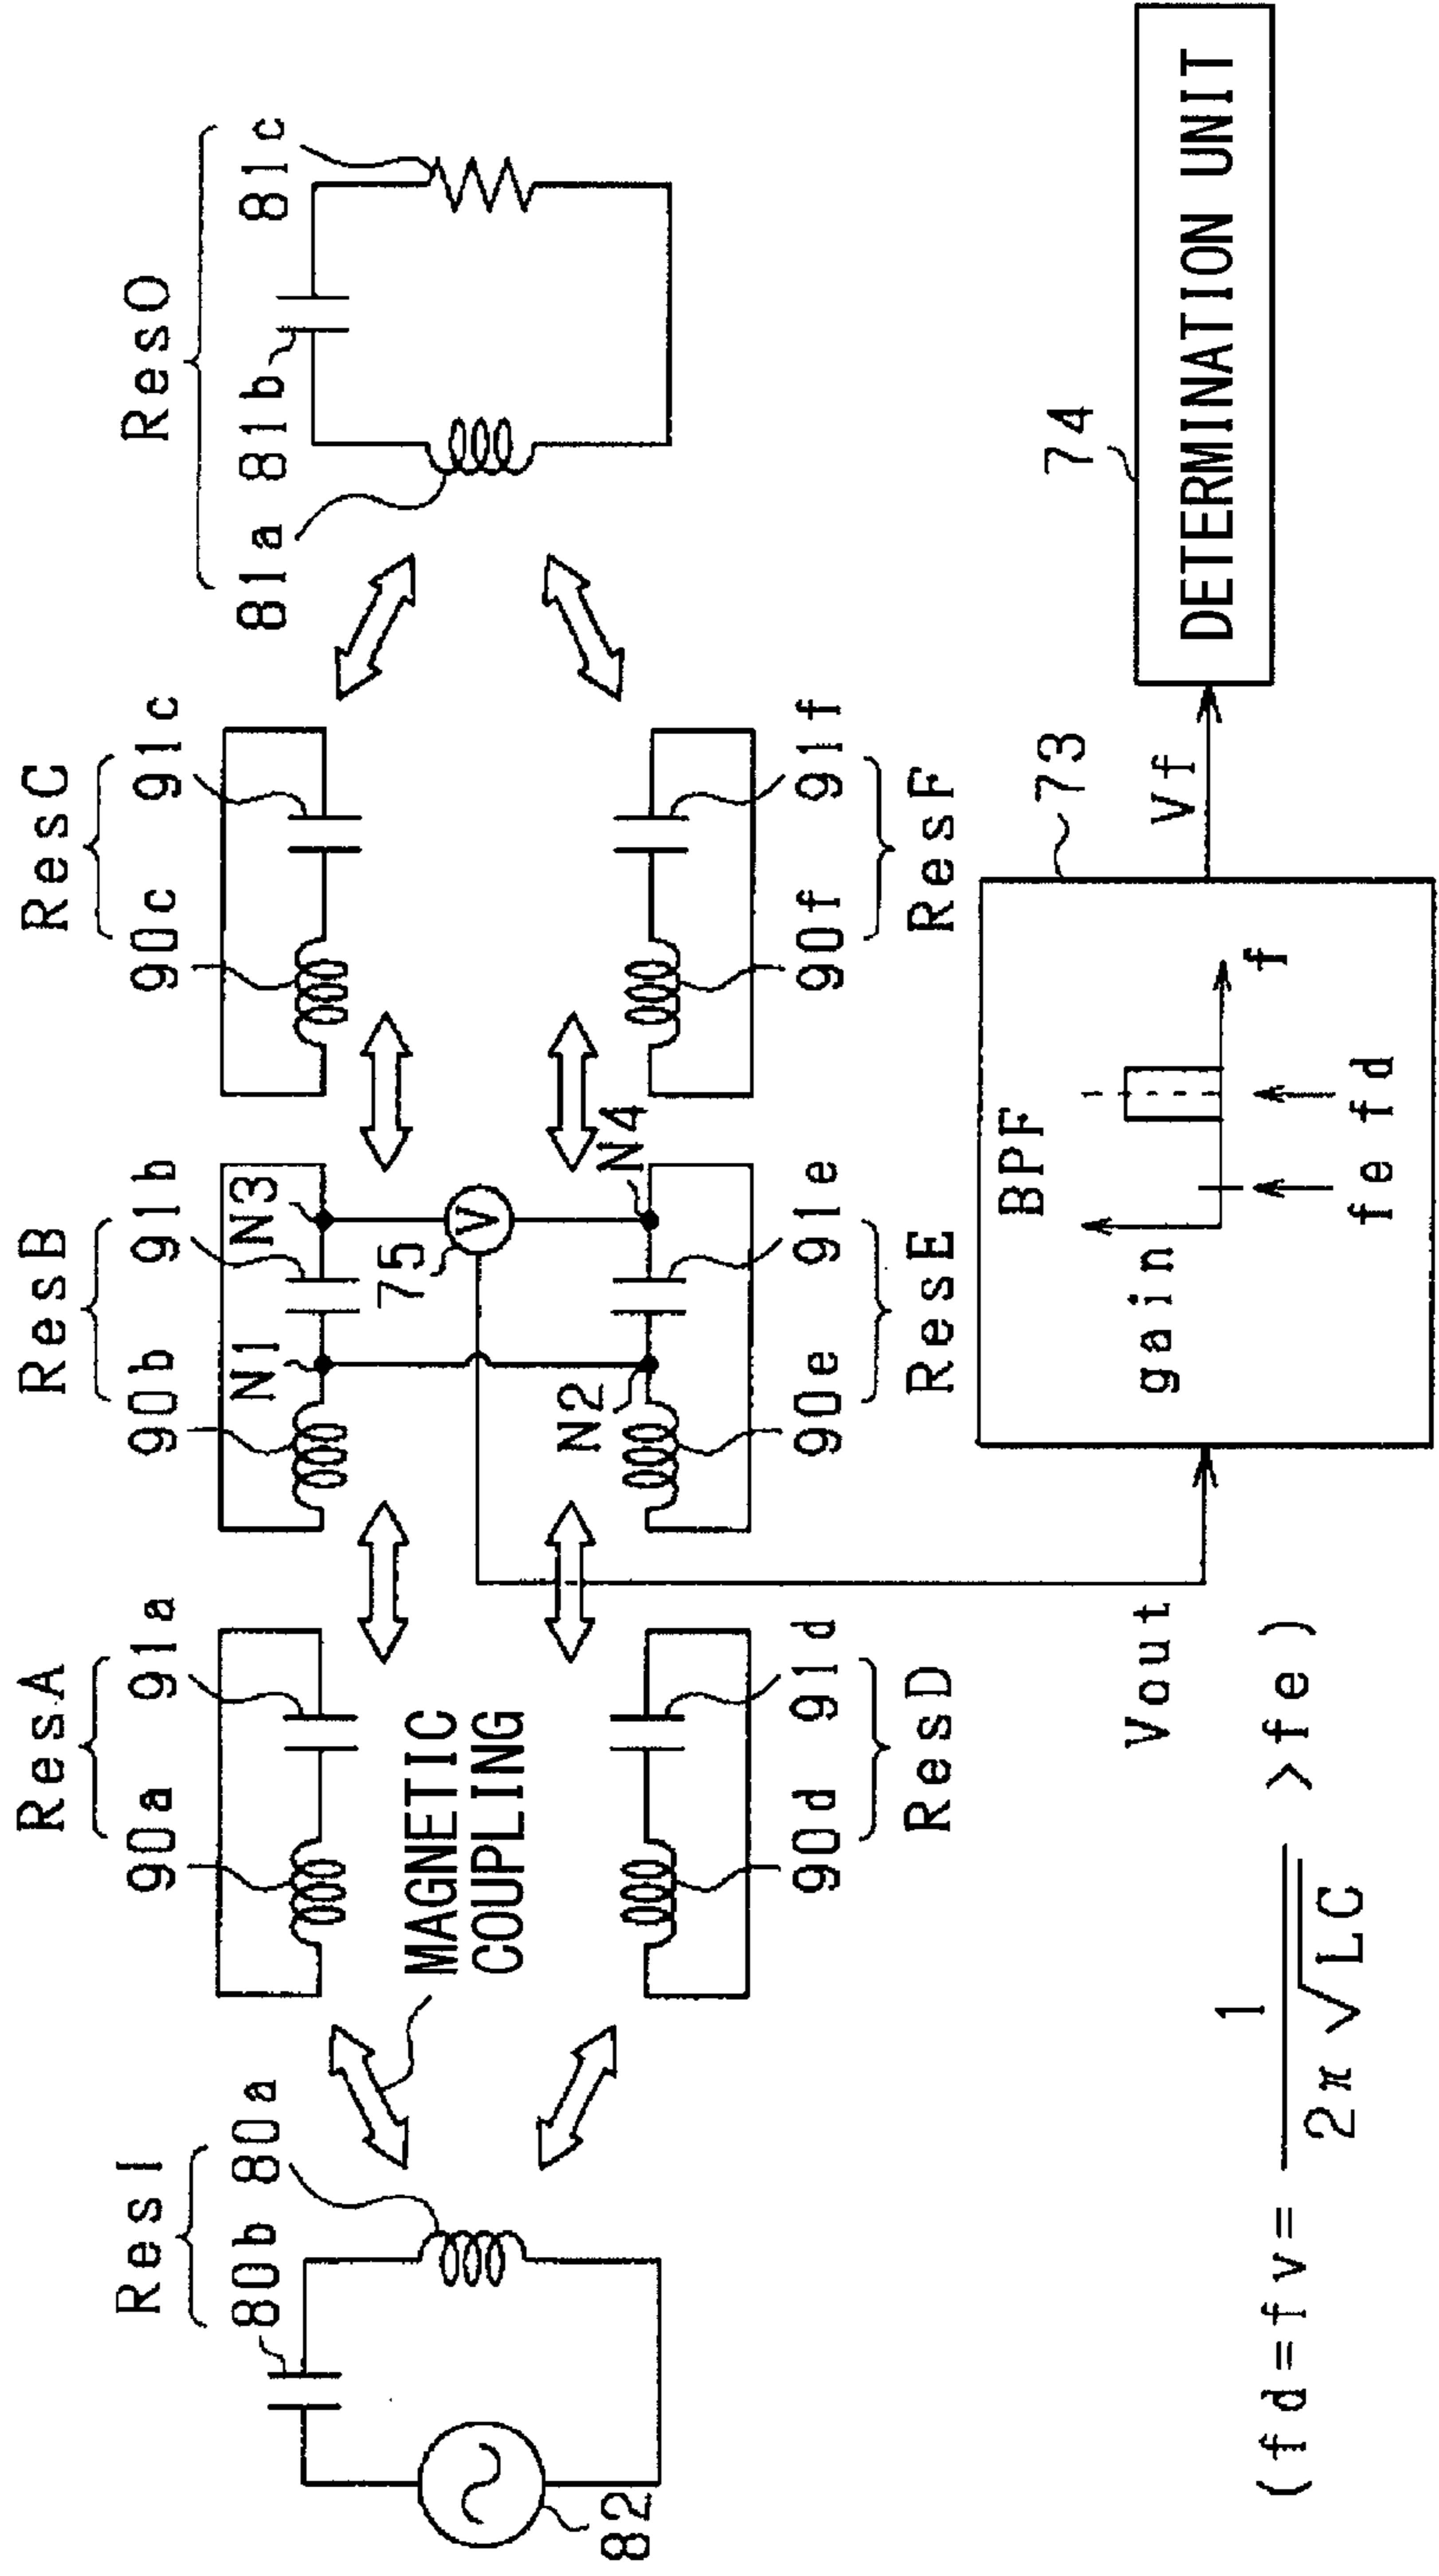 ResI
80b 80a
82
MAGNETIC
COUPLING
ResA
90a 91a
90d 91d
ResD
ResB
90b 91b
N1 N3
75
V
N2 N4
90e 91e
ResE
ResC
90c 91c
90f 91f
ResF
ResO
81a 81b 81c
Vout
BPF
gain
f
fe fd
73
Vf
74
DETERMINATION UNIT
(fd=fv= 1 / 2π√LC >fe)